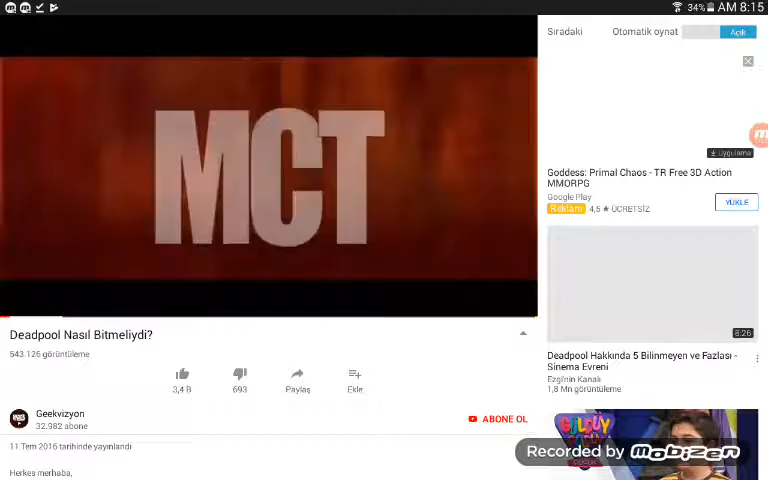 34% AM 8:15
MCT
Sıradaki
Otomatik oynat
Açık
Uygulama
Goddess: Primal Chaos - TR Free 3D Action
MMORPG
Google Play
Reklam 4,5 ★ ÜCRETSİZ
YÜKLE
Deadpool Nasıl Bitmeliydi?
543.126 görüntüleme
3,4 B
693
Paylaş
Ekle
Geekvizyon
32.982 abone
ABONE OL
11 Tem 2016 tarihinde yayınlandı
Herkes merhaba,
8:26
Deadpool Hakkında 5 Bilinmeyen ve Fazlası -
Sinema Evreni
Ezgi'nin Kanalı
1,8 Mn görüntüleme
Recorded by mobizen